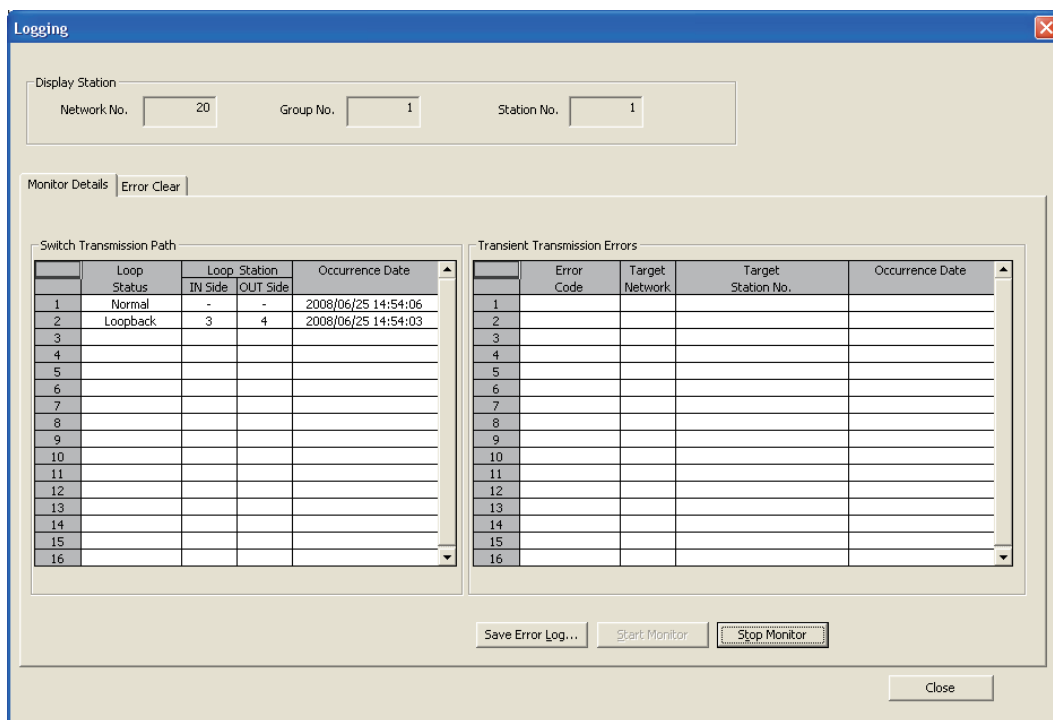 Logging
Display Station
Network No. 20 Group No. 1 Station No. 1
Monitor Details Error Clear
Switch Transmission Path
Loop Loop Station Occurrence Date
Status IN Side OUT Side
1 Normal - - 2008/06/25 14:54:06
2 Loopback 3 4 2008/06/25 14:54:03
3
4
5
6
7
8
9
10
11
12
13
14
15
16
Transient Transmission Errors
Error Target Target Occurrence Date
Code Network Station No.
1
2
3
4
5
6
7
8
9
10
11
12
13
14
15
16
Save Error Log... Start Monitor Stop Monitor
Close